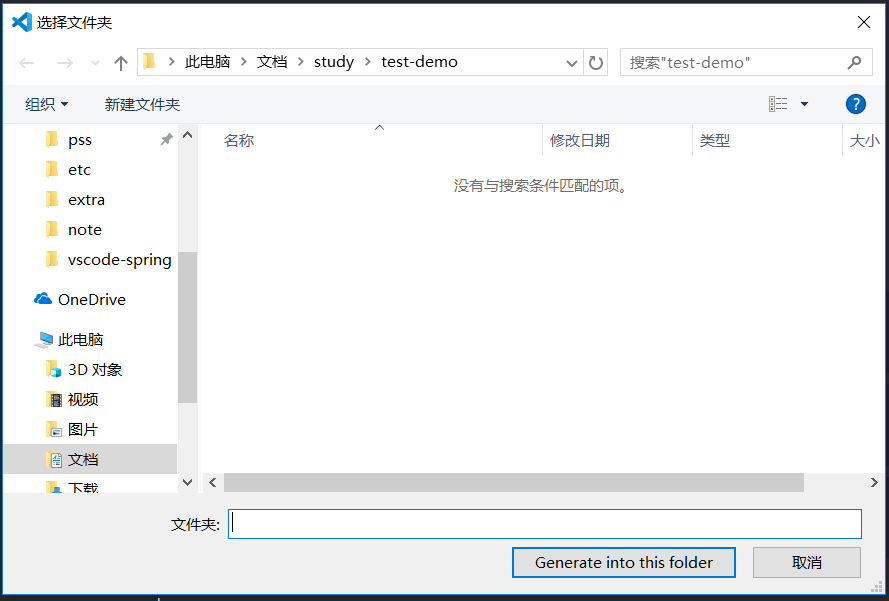 选择文件夹
此电脑 文档 study test-demo
搜索"test-demo"
组织 新建文件夹
?
pss
etc
extra
note
vscode-spring
OneDrive
此电脑
3D 对象
视频
图片
文档
下载
名称 修改日期 类型 大小
没有与搜索条件匹配的项。
文件夹:
Generate into this folder 取消